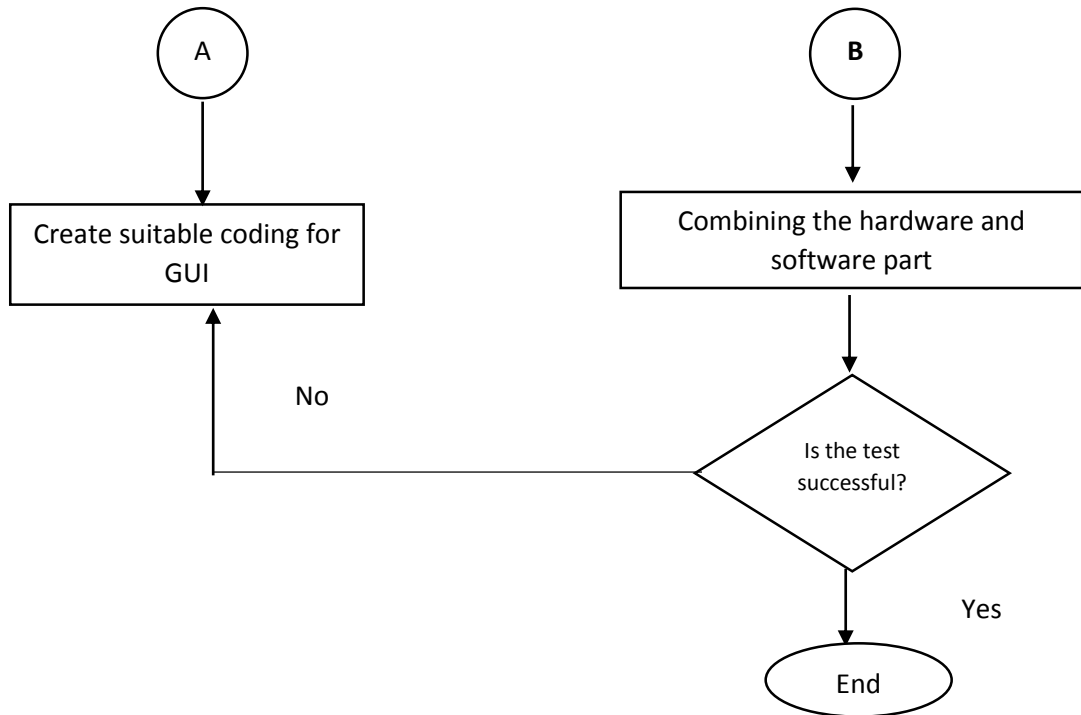 A
B
Create suitable coding for
GUI
Combining the hardware and
software part
No
Is the test
successful?
Yes
End